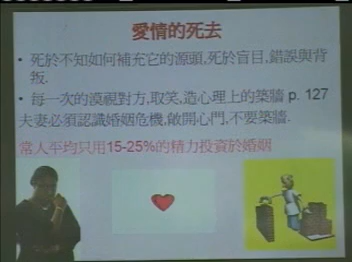 愛情的死去
• 死於不知如何補充它的源頭,死於盲目,錯誤與背
叛.
• 每一次的漠視對方,取笑,造心理上的築牆 p. 127
夫妻必須認識婚姻危機,敞開心門,不要築牆.
常人平均只用15-25%的精力投資於婚姻